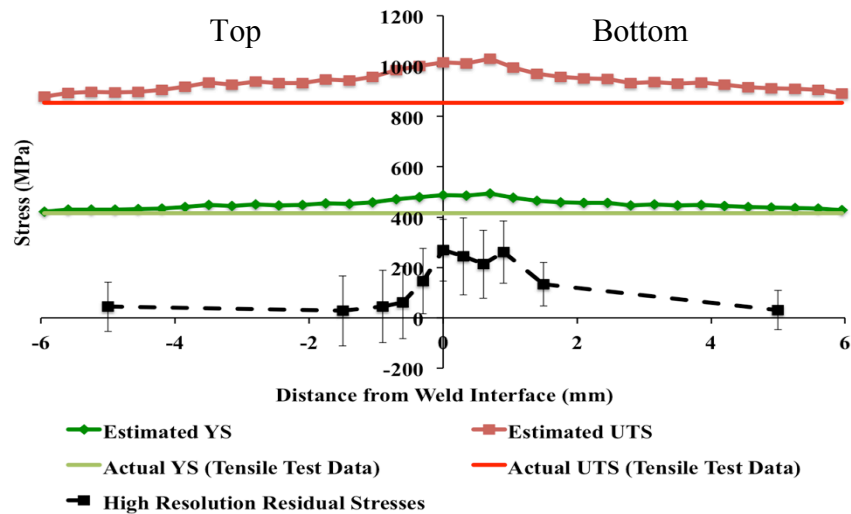 Top
Bottom
1200
1000
800
600
400
200
0
-200
-6
-4
-2
0
2
4
6
Stress (MPa)
Distance from Weld Interface (mm)
Estimated YS
Estimated UTS
Actual YS (Tensile Test Data)
Actual UTS (Tensile Test Data)
High Resolution Residual Stresses